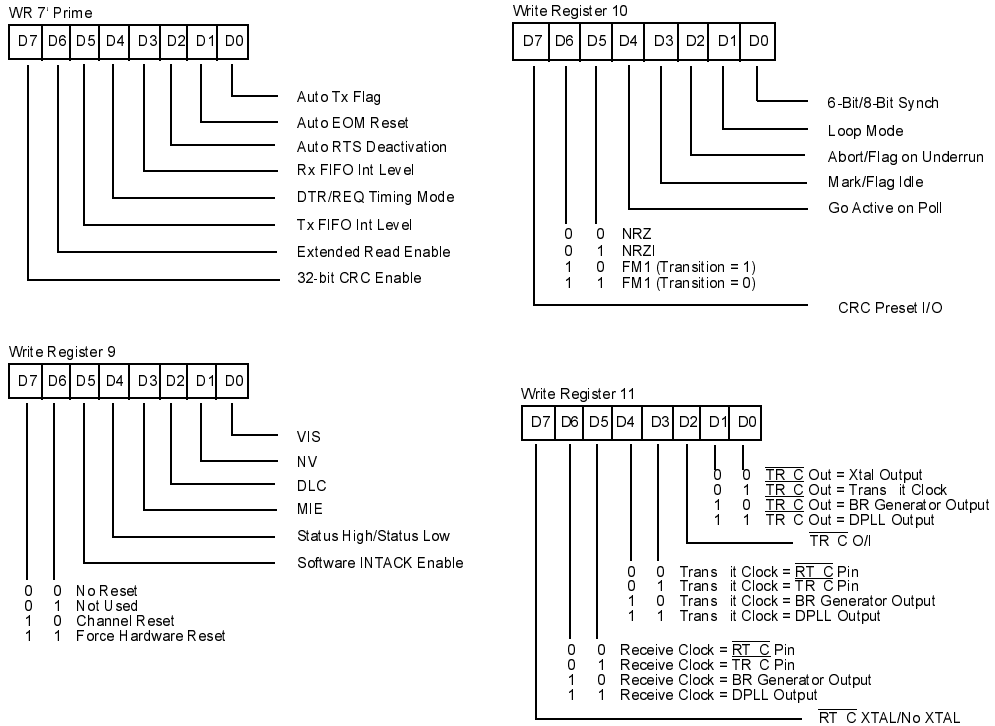 WR 7' Prime
D7 D6 D5 D4 D3 D2 D1 D0
Auto Tx Flag
Auto EOM Reset
Auto RTS Deactivation
Rx FIFO Int Level
DTR/REQ Timing Mode
Tx FIFO Int Level
Extended Read Enable
32-bit CRC Enable
Write Register 10
D7 D6 D5 D4 D3 D2 D1 D0
6-Bit/8-Bit Synch
Loop Mode
Abort/Flag on Underrun
Mark/Flag Idle
Go Active on Poll
0 0 NRZ
0 1 NRZI
1 0 FM1 (Transition = 1)
1 1 FM1 (Transition = 0)
CRC Preset I/O
Write Register 9
D7 D6 D5 D4 D3 D2 D1 D0
VIS
NV
DLC
MIE
Status High/Status Low
Software INTACK Enable
0 0 No Reset
0 1 Not Used
1 0 Channel Reset
1 1 Force Hardware Reset
Write Register 11
D7 D6 D5 D4 D3 D2 D1 D0
0 0 TR C Out = Xtal Output
0 1 TR C Out = Trans it Clock
1 0 TR C Out = BR Generator Output
1 1 TR C Out = DPLL Output
TR C O/I
0 0 Trans it Clock = RT C Pin
0 1 Trans it Clock = TR C Pin
1 0 Trans it Clock = BR Generator Output
1 1 Trans it Clock = DPLL Output
0 0 Receive Clock = RT C Pin
0 1 Receive Clock = TR C Pin
1 0 Receive Clock = BR Generator Output
1 1 Receive Clock = DPLL Output
RT C XTAL/No XTAL